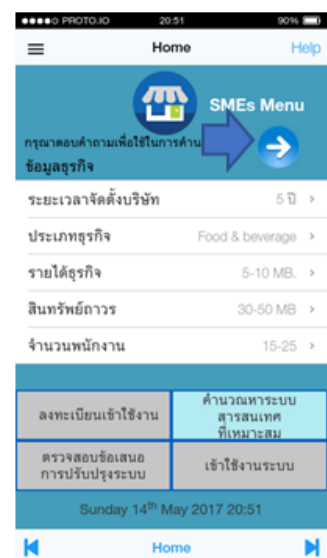 PROTO.IO 20:51 90%
Home Help
SMEs Menu
กรุณาตอบคำถามเพื่อใช้ในการคำน
ข้อมูลธุรกิจ
ระยะเวลาจัดตั้งบริษัท 5 ปี
ประเภทธุรกิจ Food & beverage
รายได้ธุรกิจ 5-10 MB.
สินทรัพย์ถาวร 30-50 MB
จำนวนพนักงาน 15-25
ลงทะเบียนเข้าใช้งาน
คำนวณหาระบบ
สารสนเทศ
ที่เหมาะสม
ตรวจสอบข้อเสนอ
การปรับปรุงระบบ
เข้าใช้งานระบบ
Sunday 14th May 2017 20:51
Home